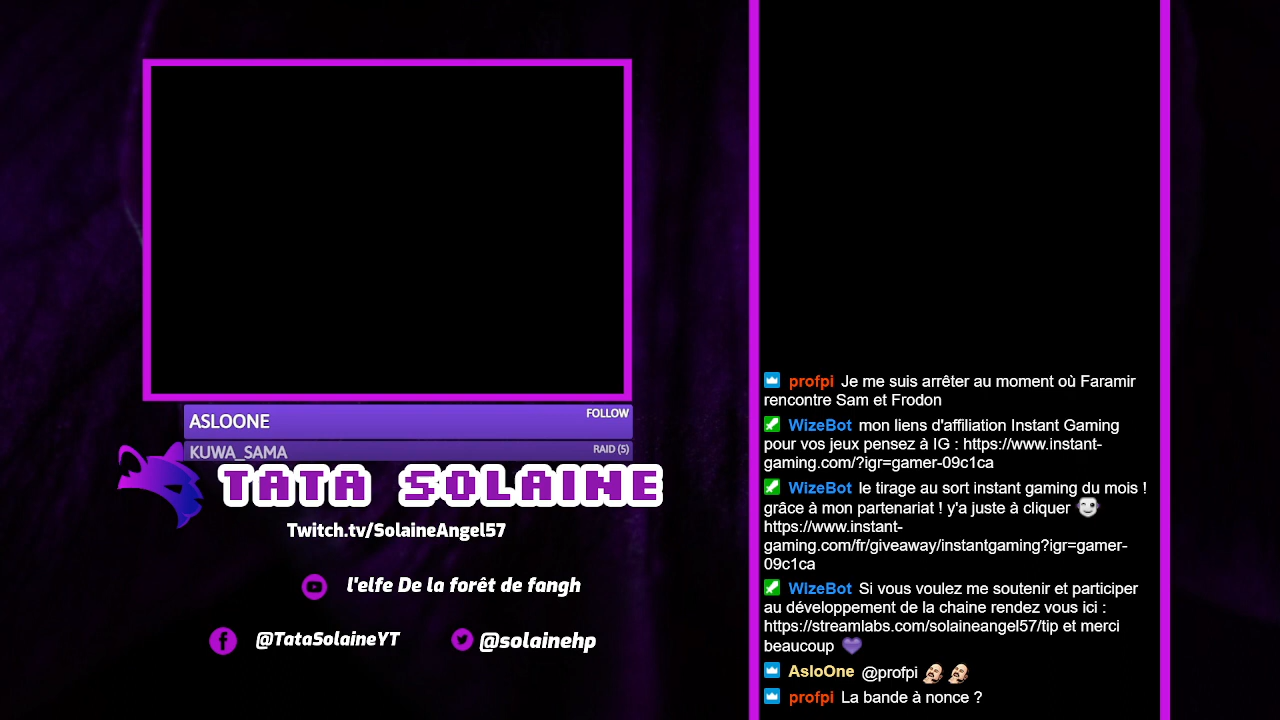 ASLOONE FOLLOW
KUWA_SAMA RAID (5)
TATA SOLAINE
Twitch.tv/SolaineAngel57
l'elfe De la forêt de fangh
@TataSolaineYT @solainehp
profpi Je me suis arrêter au moment où Faramir
rencontre Sam et Frodon
WizeBot mon liens d'affiliation Instant Gaming
pour vos jeux pensez à IG : https://www.instant-
gaming.com/?igr=gamer-09c1ca
WizeBot le tirage au sort instant gaming du mois !
grâce à mon partenariat ! y'a juste à cliquer
https://www.instant-
gaming.com/fr/giveaway/instantgaming?igr=gamer-
09c1ca
WizeBot Si vous voulez me soutenir et participer
au développement de la chaine rendez vous ici :
https://streamlabs.com/solaineangel57/tip et merci
beaucoup
AsloOne @profpi
profpi La bande à nonce ?